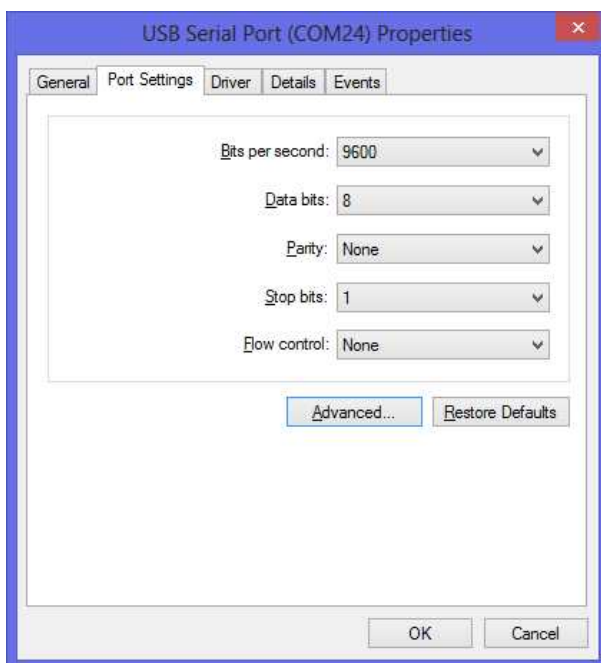 USB Serial Port (COM24) Properties
General Port Settings Driver Details Events
Bits per second: 9600
Data bits: 8
Parity: None
Stop bits: 1
Flow control: None
Advanced... Restore Defaults
OK Cancel